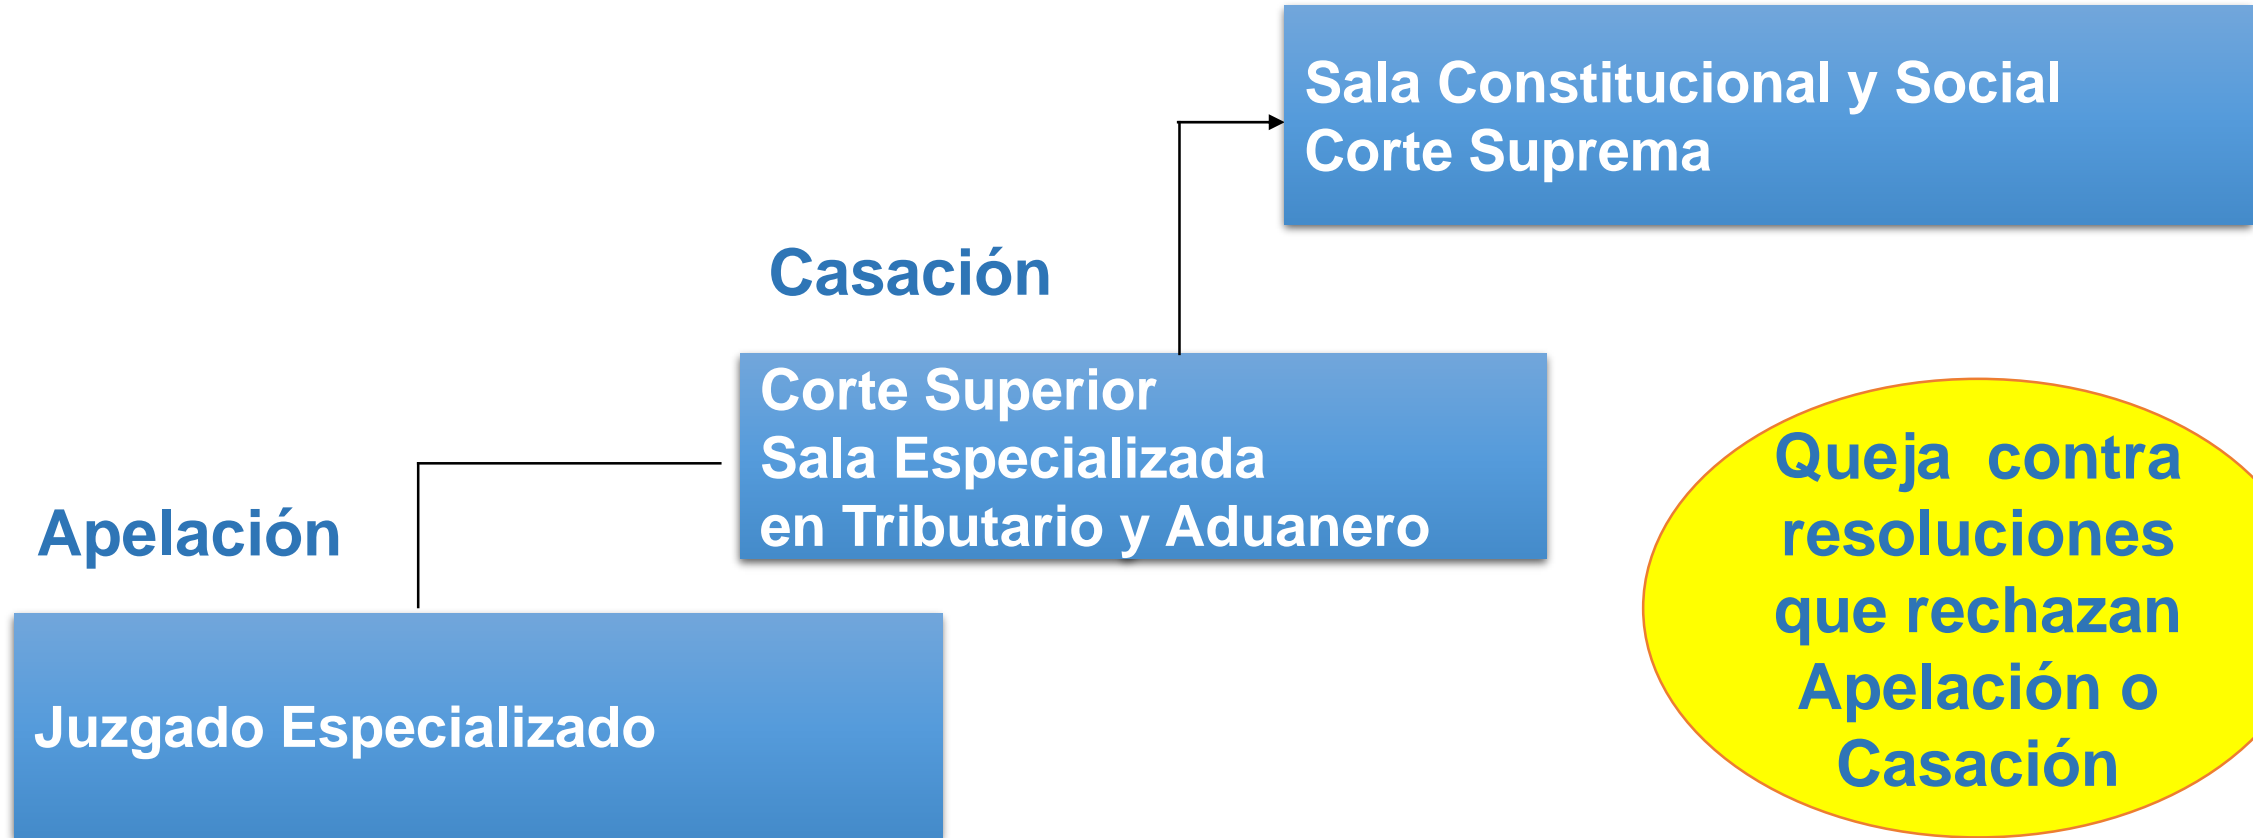 Sala Constitucional y Social
Corte Suprema
Casación
Corte Superior
Sala Especializada
en Tributario y Aduanero
Apelación
Juzgado Especializado
Queja contra
resoluciones
que rechazan
Apelación o
Casación